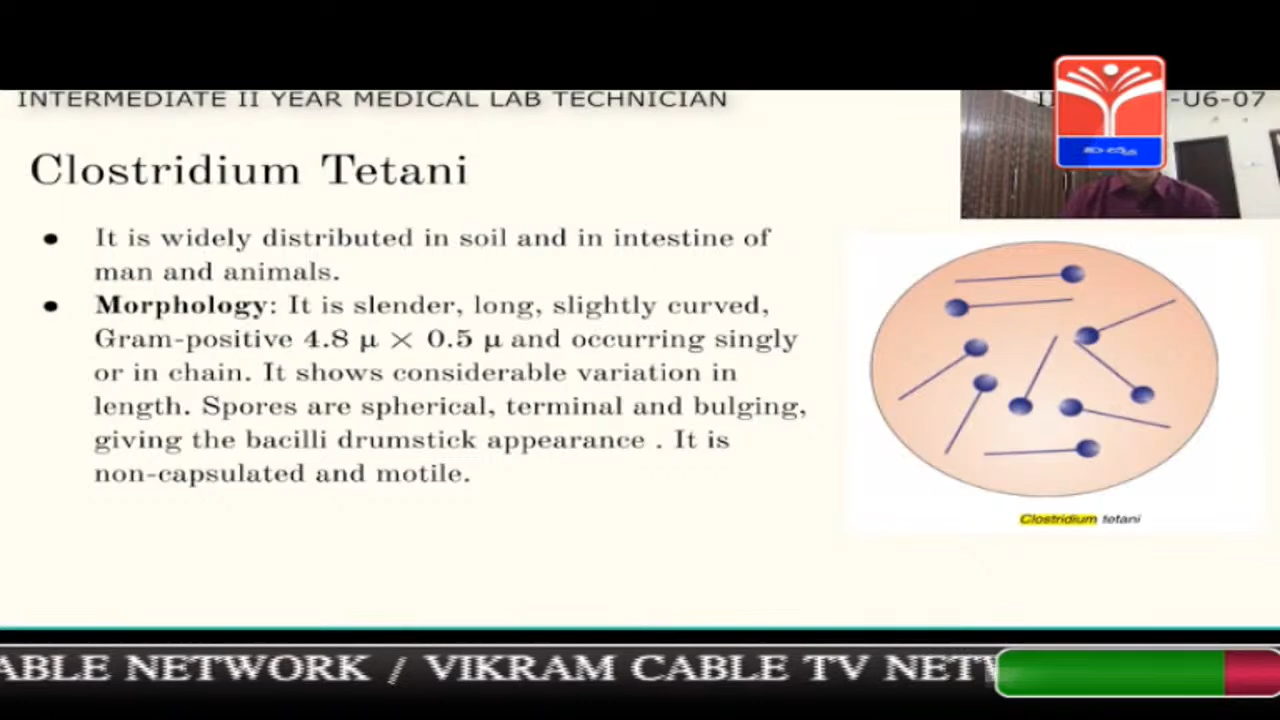 INTERMEDIATE II YEAR MEDICAL LAB TECHNICIAN
-U6-07
Clostridium Tetani
● It is widely distributed in soil and in intestine of
man and animals.
● Morphology: It is slender, long, slightly curved,
Gram-positive 4.8 μ × 0.5 μ and occurring singly
or in chain. It shows considerable variation in
length. Spores are spherical, terminal and bulging,
giving the bacilli drumstick appearance . It is
non-capsulated and motile.
Clostridium tetani
ABLE NETWORK / VIKRAM CABLE TV NETW